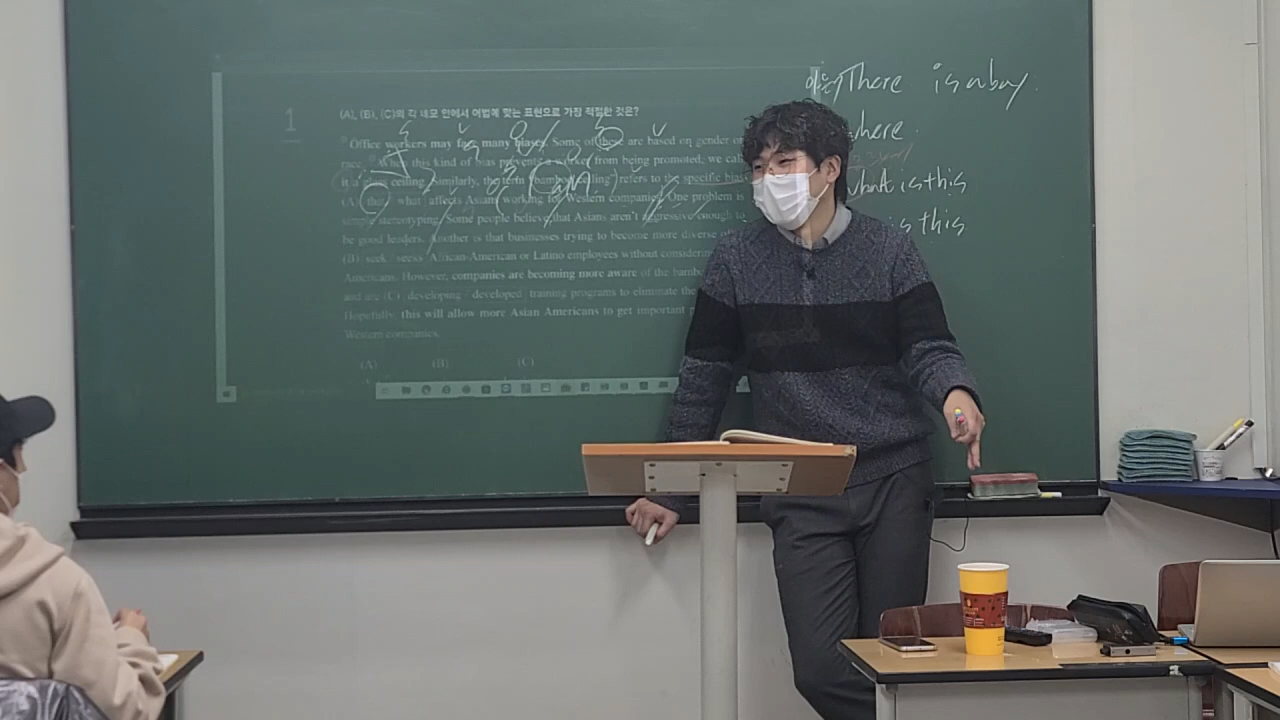 1
(A), (B), (C)의 각 네모 안에서 어법에 맞는 표현으로 가장 적절한 것은?
Office workers may face many biases. Some of these are based on gender or
race. When this kind of bias prevents a worker from being promoted, we call
it a ceiling. Similarly, the term "bamboo ceiling" refers to the specific bias
(A) that / what affects Asians working for Western companies. One problem is
simple stereotyping. Some people believe that Asians aren't aggressive enough to
be good leaders. Another is that businesses trying to become more diverse
(B) seek / seeks African-American or Latino employees without considering
Americans. However, companies are becoming more aware of the
and are (C) developing / developed training programs to eliminate the
Hopefully, this will allow more Asian Americans to get important
Western companies.
(A) (B) (C)
There is a boy.
here.
what is this
is this